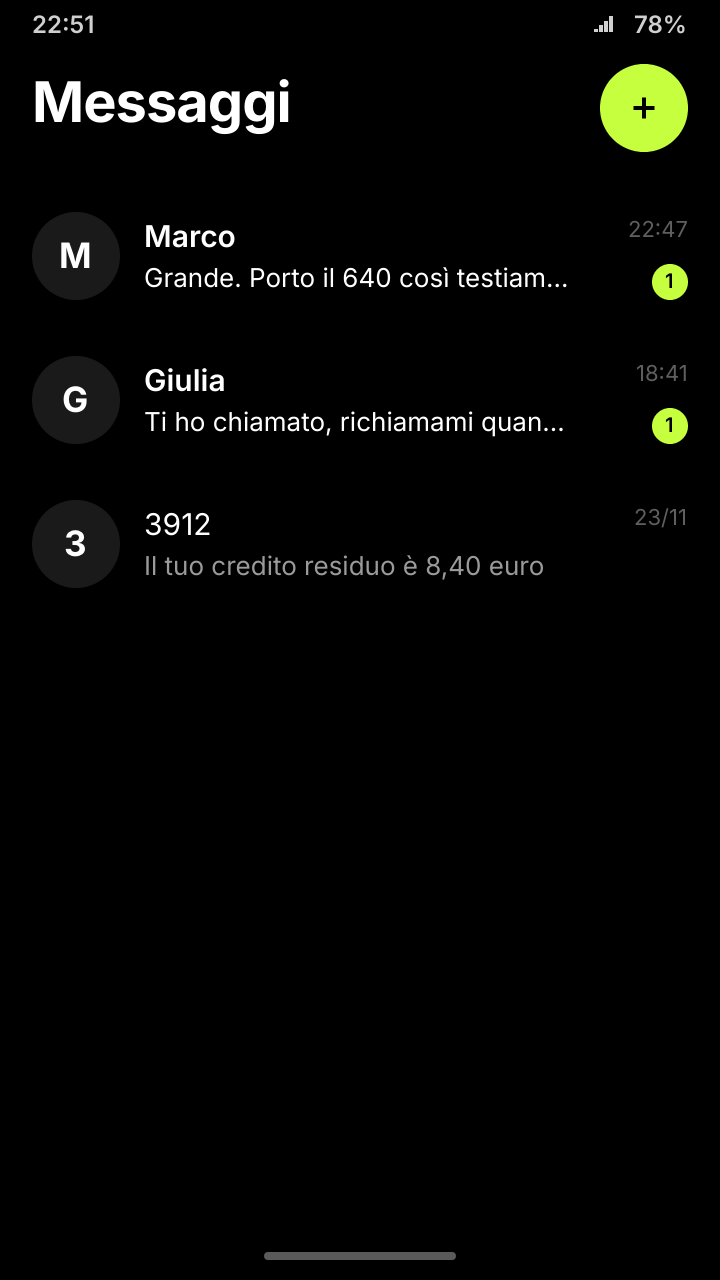 22:51 78%
Messaggi
+
M
Marco
22:47
Grande. Porto il 640 così testiam...
1
G
Giulia
18:41
Ti ho chiamato, richiamami quan...
1
3
3912
23/11
Il tuo credito residuo è 8,40 euro